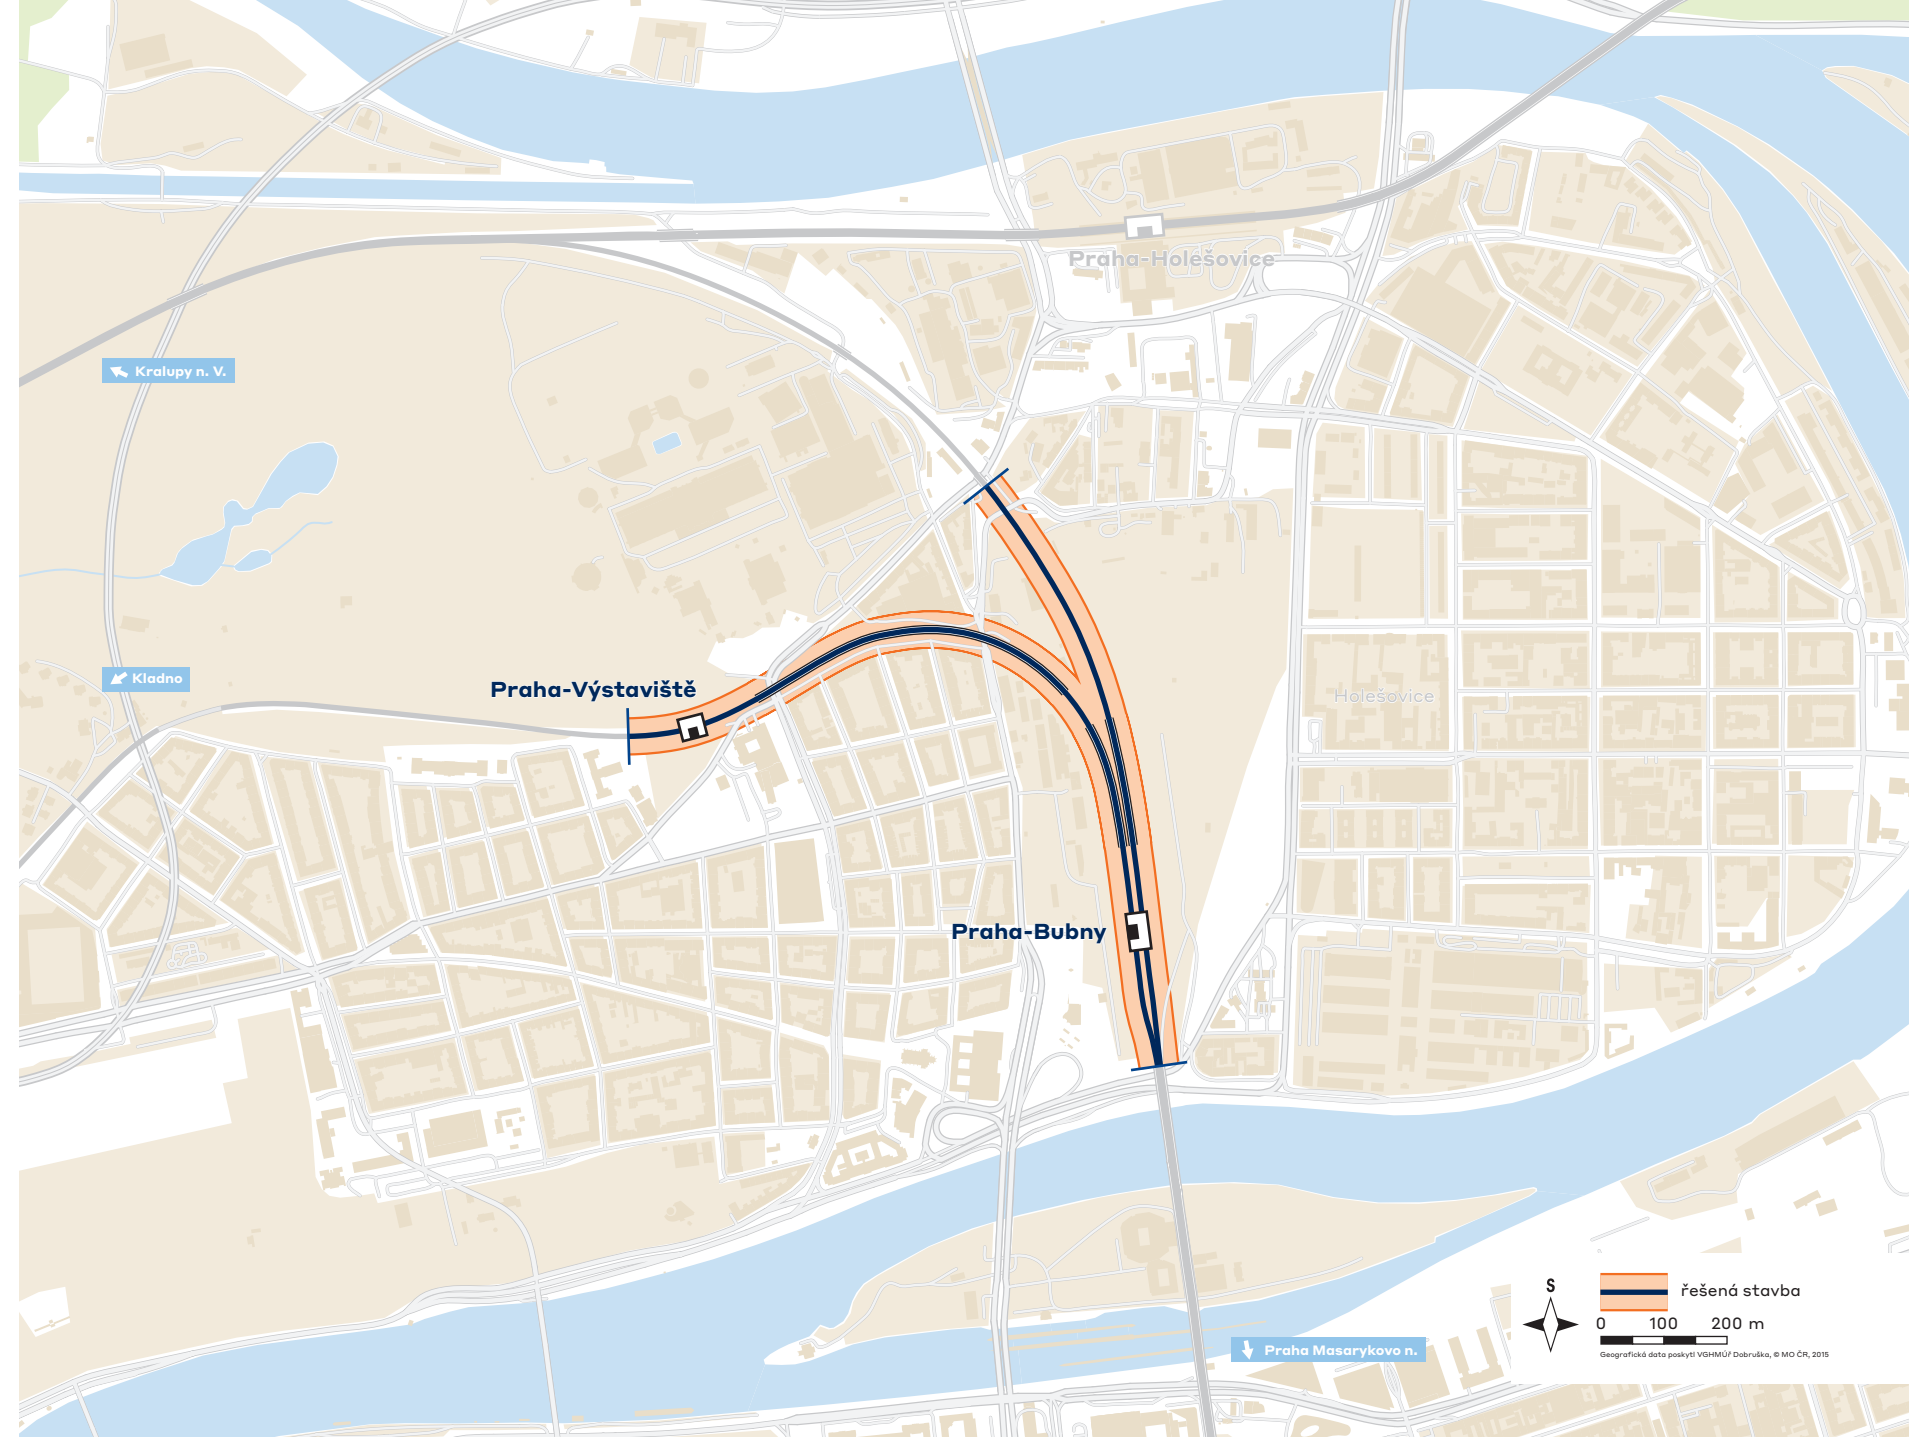 Praha-Holešovice
Kralupy n. V.
Kladno
Praha-Výstaviště
Holešovice
Praha-Bubny
S
řešená stavba
0 100 200 m
Praha Masarykovo n.
Geografická data poskytl VGHMÚř Dobruška, © MO ČR, 2015